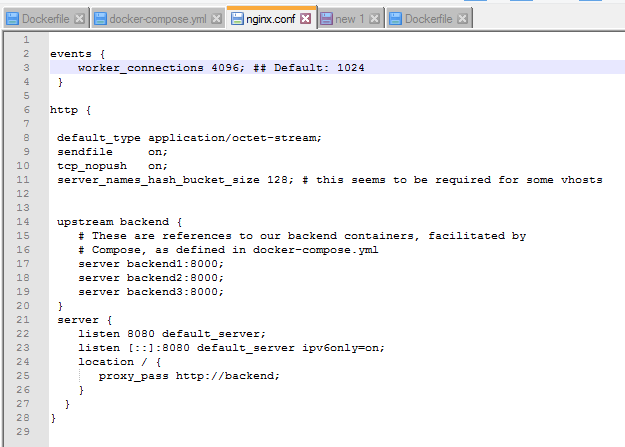 Dockerfile docker-compose.yml nginx.conf new 1 Dockerfile
1
2 events {
3 worker_connections 4096; ## Default: 1024
4 }
5
6 http {
7
8 default_type application/octet-stream;
9 sendfile on;
10 tcp_nopush on;
11 server_names_hash_bucket_size 128; # this seems to be required for some vhosts
12
13
14 upstream backend {
15 # These are references to our backend containers, facilitated by
16 # Compose, as defined in docker-compose.yml
17 server backend1:8000;
18 server backend2:8000;
19 server backend3:8000;
20 }
21 server {
22 listen 8080 default_server;
23 listen [::]:8080 default_server ipv6only=on;
24 location / {
25 proxy_pass http://backend;
26 }
27 }
28 }
29